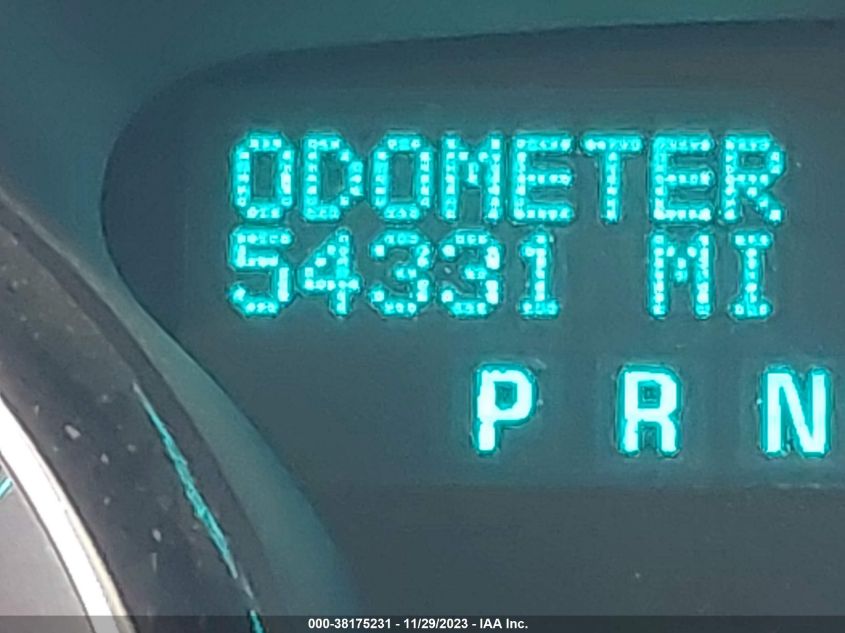 ODOMETER
54331 MI
P R N
000-38175231 - 11/29/2023 - IAA Inc.